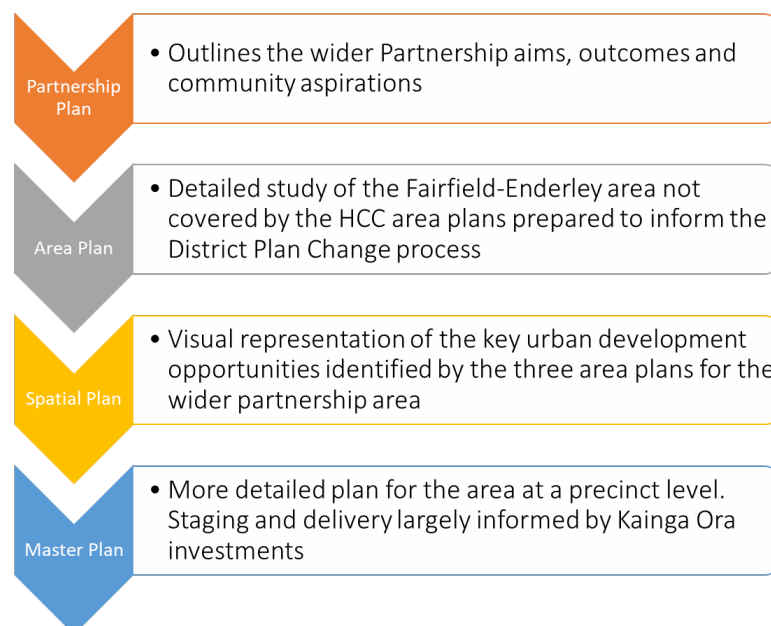 Partnership
Plan
• Outlines the wider Partnership aims, outcomes and
community aspirations
Area Plan
• Detailed study of the Fairfield-Enderley area not
covered by the HCC area plans prepared to inform the
District Plan Change process
Spatial Plan
• Visual representation of the key urban development
opportunities identified by the three area plans for the
wider partnership area
Master Plan
• More detailed plan for the area at a precinct level.
Staging and delivery largely informed by Kainga Ora
investments